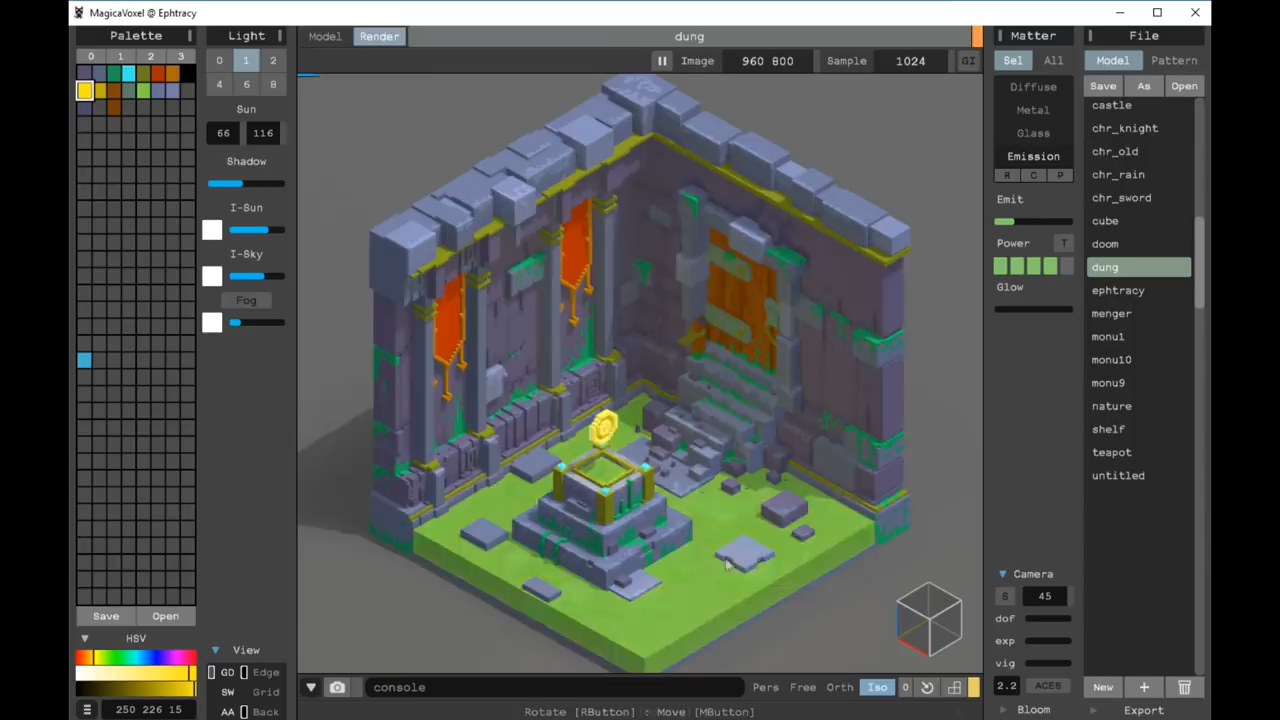 MagicaVoxel @ Ephtracy
Palette
0 1 2 3
Save Open
HSV
250 226 15
Light
0 1 2
4 6 8
Sun
66 116
Shadow
I-Sun
I-Sky
Fog
View
GD Edge
SW Grid
AA Back
Model Render dung
Image 960 800 Sample 1024 GI
console Pers Free Orth Iso 0
Rotate [RButton] : Move [MButton]
Matter
Sel All
Diffuse
Metal
Glass
Emission
R C P
Emit
Power T
Glow
Camera
S 45
dof
exp
vig
2.2 ACES
Bloom
File
Model Pattern
Save As Open
castle
chr_knight
chr_old
chr_rain
chr_sword
cube
doom
dung
ephtracy
menger
monu1
monu10
monu9
nature
shelf
teapot
untitled
New +
Export